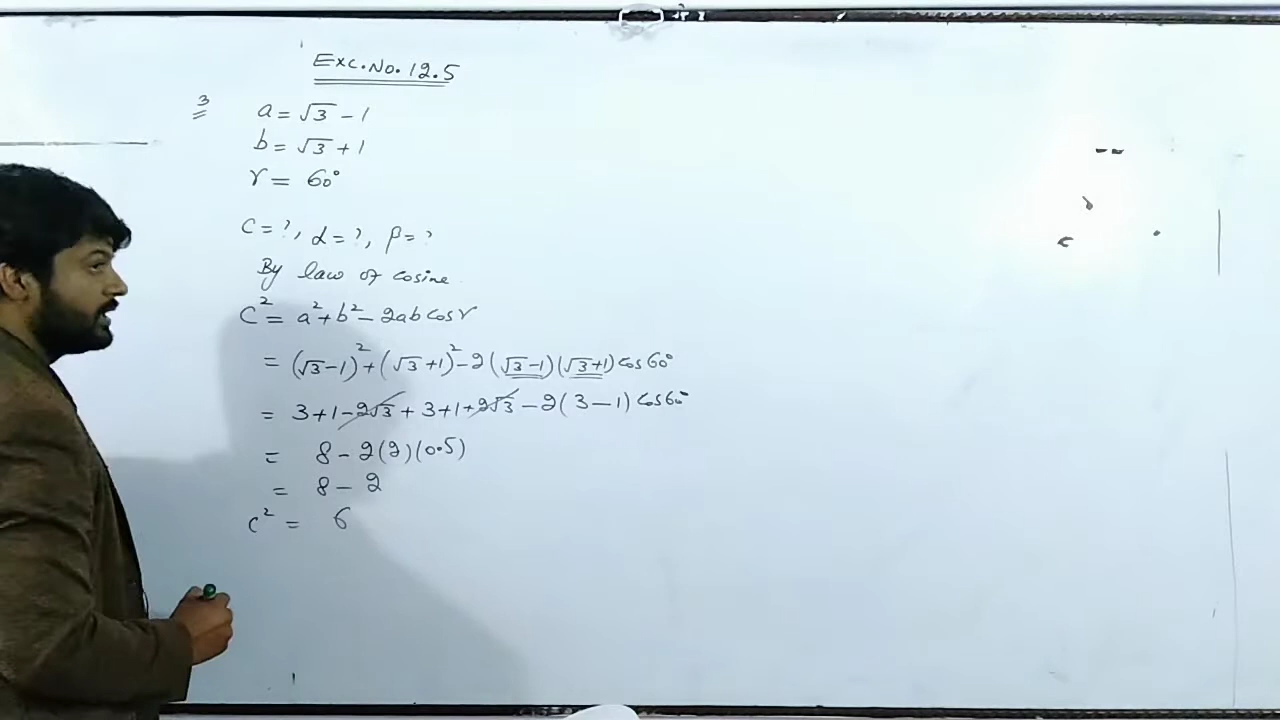 Exc.No.12.5
3
a = √3 - 1
b = √3 + 1
γ = 60°
c = ?, α = ?, β = ?
By law of cosine
c² = a² + b² - 2ab cos γ
= (√3 - 1)² + (√3 + 1)² - 2(√3 - 1)(√3 + 1) cos 60°
= 3 + 1 - 2√3 + 3 + 1 + 2√3 - 2(3 - 1) cos 60°
= 8 - 2(2)(0.5)
= 8 - 2
c² = 6